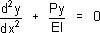 d²y/dx² + Py/EI = 0